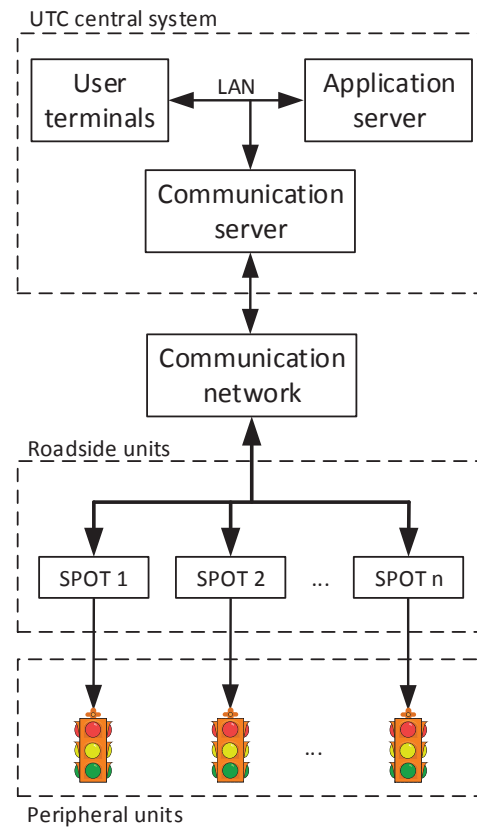 UTC central system
User
terminals
LAN
Application
server
Communication
server
Communication
network
Roadside units
SPOT 1
SPOT 2
...
SPOT n
...
Peripheral units